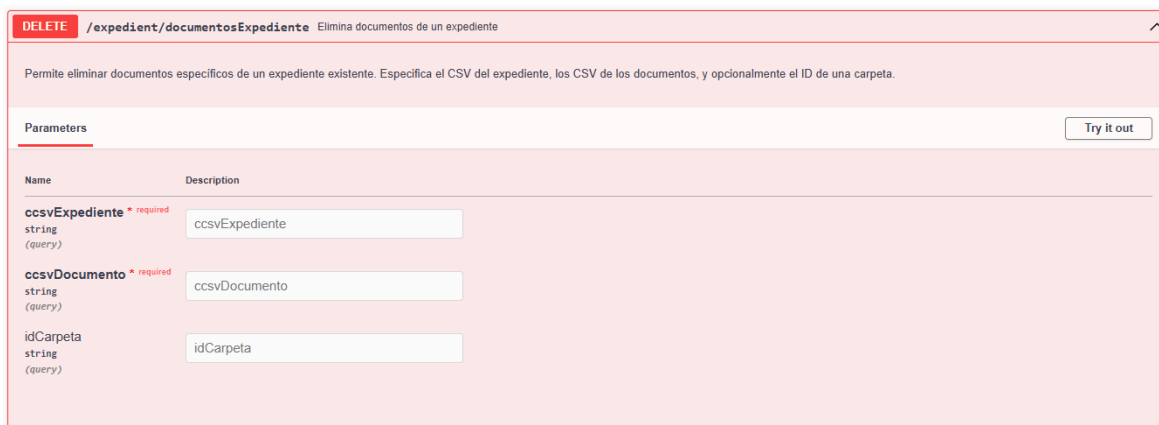 DELETE /expedient/documentosExpediente Elimina documentos de un expediente
Permite eliminar documentos específicos de un expediente existente. Especifica el CSV del expediente, los CSV de los documentos, y opcionalmente el ID de una carpeta.
Parameters Try it out
Name Description
ccsvExpediente * required
string
(query)
ccsvExpediente
ccsvDocumento * required
string
(query)
ccsvDocumento
idCarpeta
string
(query)
idCarpeta